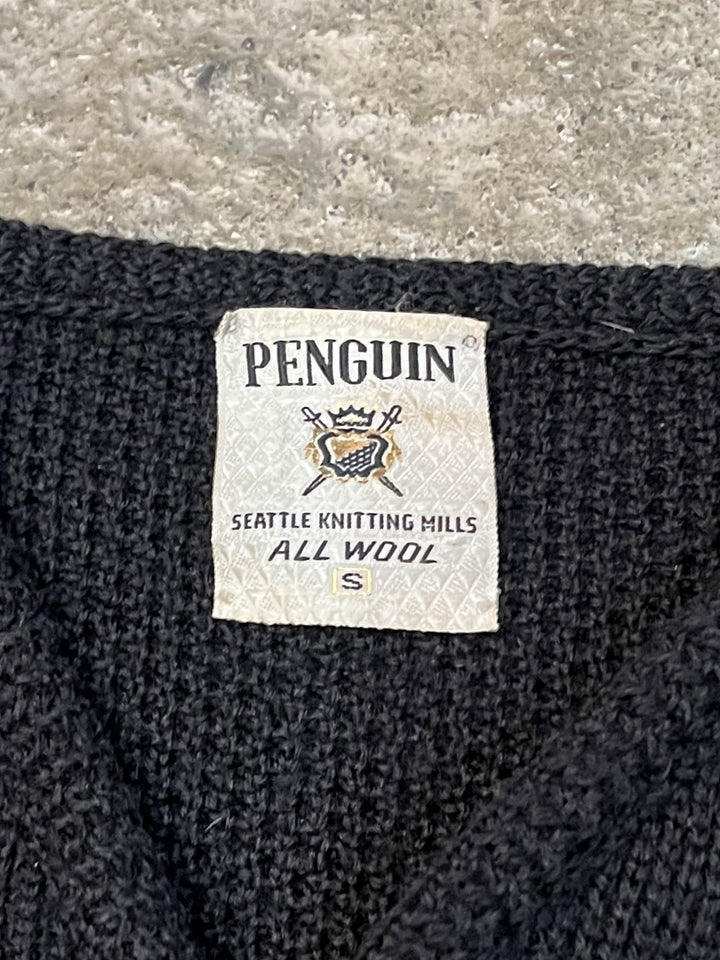 PENGUIN®
SEATTLE KNITTING MILLS
ALL WOOL
S